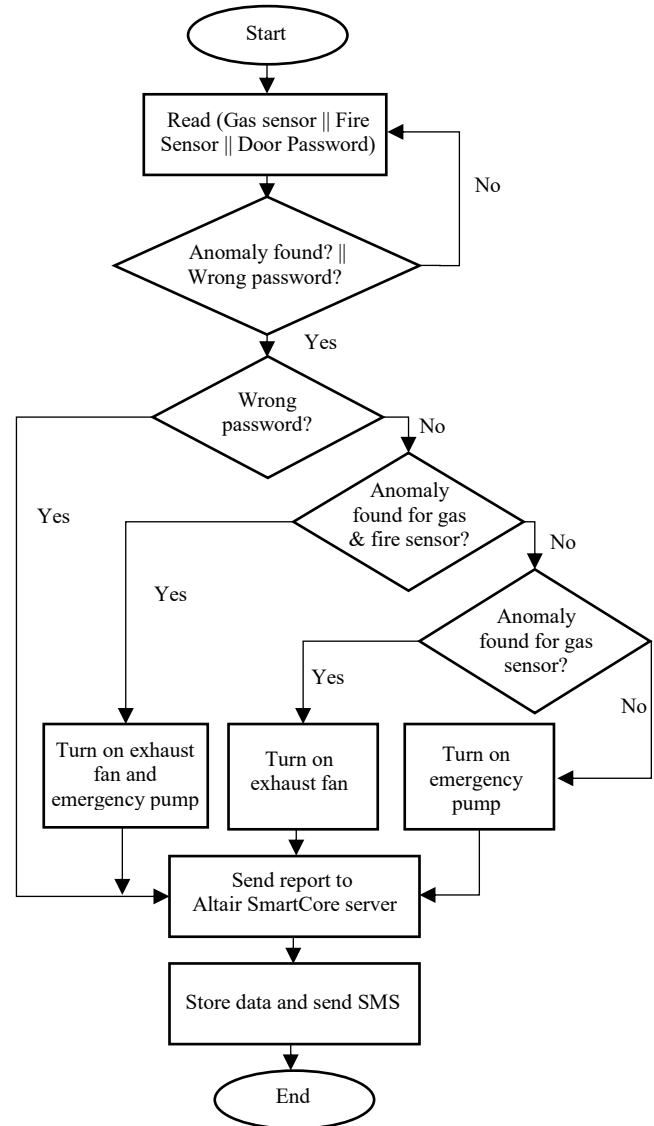 Start
Read (Gas sensor || Fire
Sensor || Door Password)
No
Anomaly found? ||
Wrong password?
Yes
Wrong
password?
No
Yes
Anomaly
found for gas
& fire sensor?
No
Yes
Anomaly
found for gas
sensor?
Yes
No
Turn on exhaust
fan and
emergency pump
Turn on
exhaust fan
Turn on
emergency
pump
Send report to
Altair SmartCore server
Store data and send SMS
End